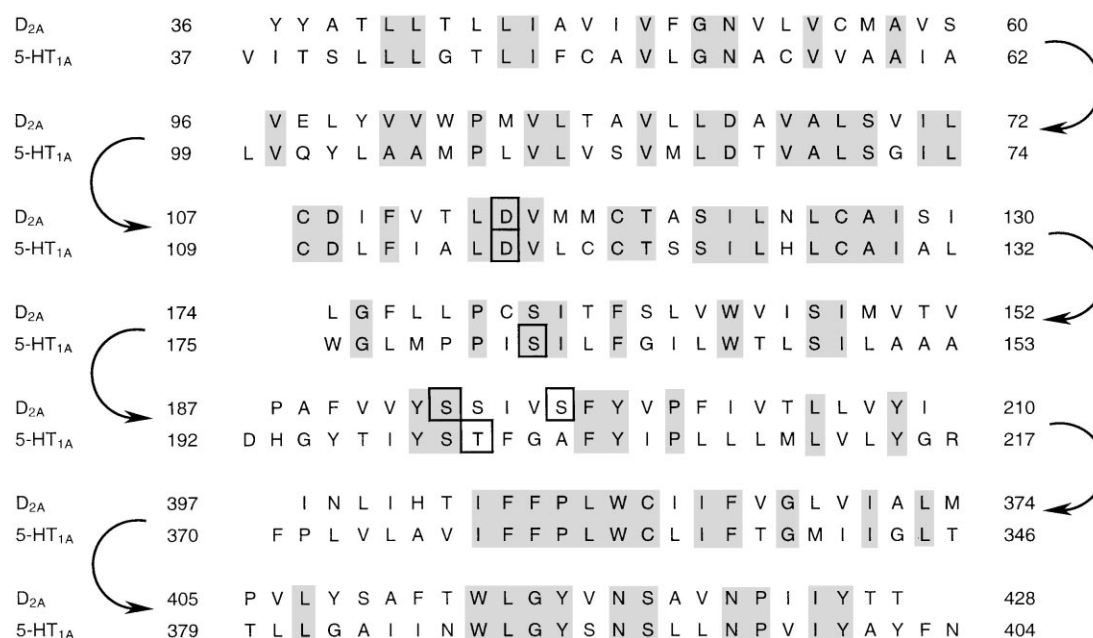 D2A 36 Y Y A T L L T L L I A V I V F G N V L V C M A V S 60
5-HT1A 37 V I T S L L L G T L I F C A V L G N A C V V A A I A 62
D2A 96 V E L Y V V W P M V L T A V L L D A V A L S V I L 72
5-HT1A 99 L V Q Y L A A M P L V L V S V M L D T V A L S G I L 74
D2A 107 C D I F V T L D V M M C T A S I L N L C A I S I 130
5-HT1A 109 C D L F I A L D V L C C T S S I L H L C A I A L 132
D2A 174 L G F L L P C S I T F S L V W V I S I M V T V 152
5-HT1A 175 W G L M P P I S I L F G I L W T L S I L A A A 153
D2A 187 P A F V V Y S S I V S F Y V P F I V T L L V Y I 210
5-HT1A 192 D H G Y T I Y S T F G A F Y I P L L L M L V L Y G R 217
D2A 397 I N L I H T I F F P L W C I I F V G L V I A L M 374
5-HT1A 370 F P L V L A V I F F P L W C L I F T G M I I G L T 346
D2A 405 P V L Y S A F T W L G Y V N S A V N P I I Y T T 428
5-HT1A 379 T L L G A I I N W L G Y S N S L L N P V I Y A Y F N 404